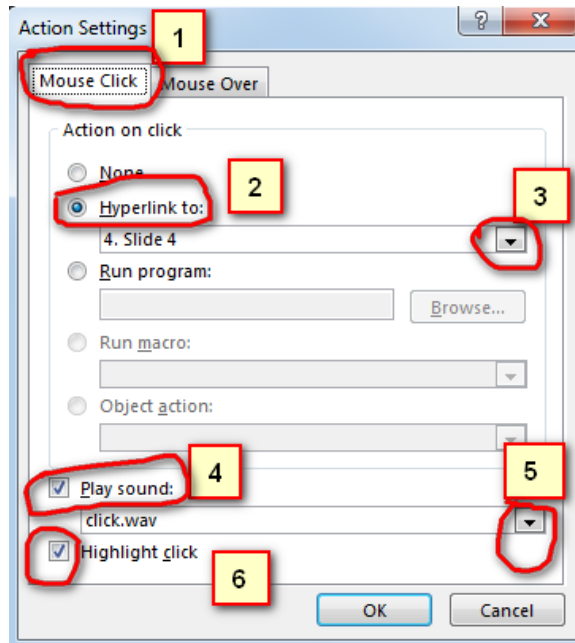 Action Settings
1
Mouse Click Mouse Over
Action on click
None
2
Hyperlink to:
3
4. Slide 4
Run program:
Browse...
Run macro:
Object action:
4
5
Play sound:
click.wav
Highlight click
6
OK Cancel